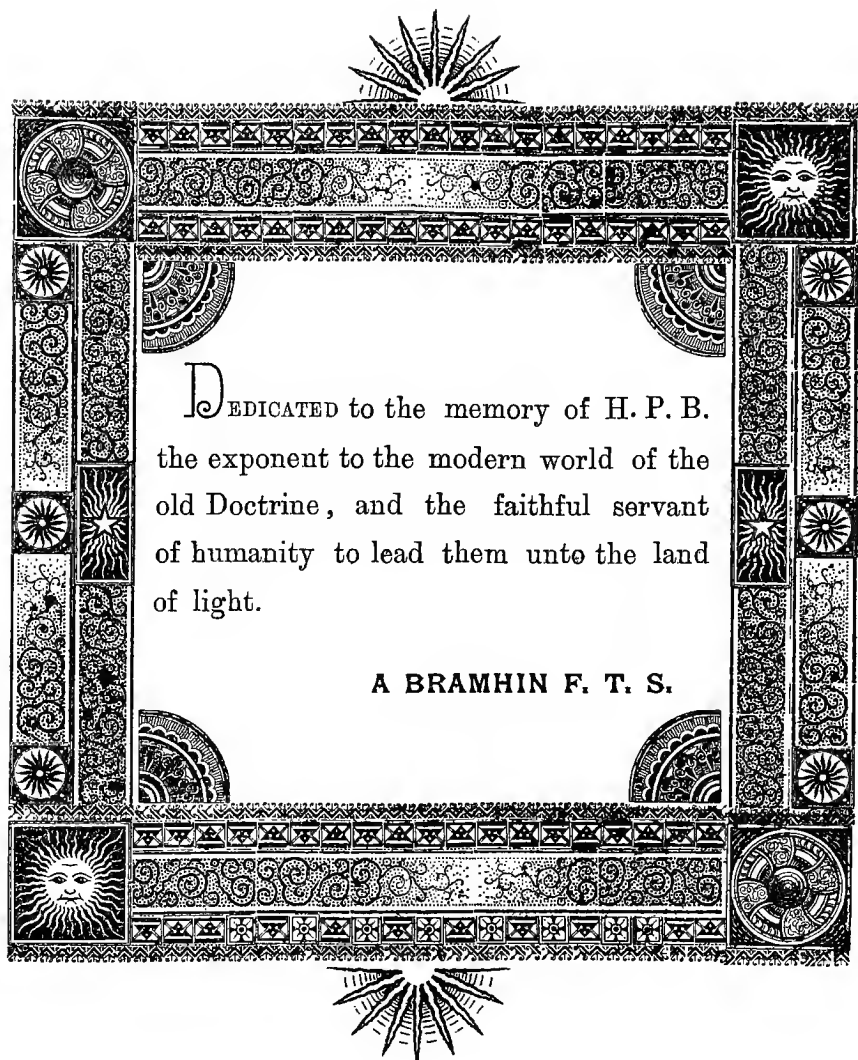 DEDICATED to the memory of H. P. B.
the exponent to the modern world of the
old Doctrine, and the faithful servant
of humanity to lead them unto the land
of light.
A BRAMHIN F. T. S.